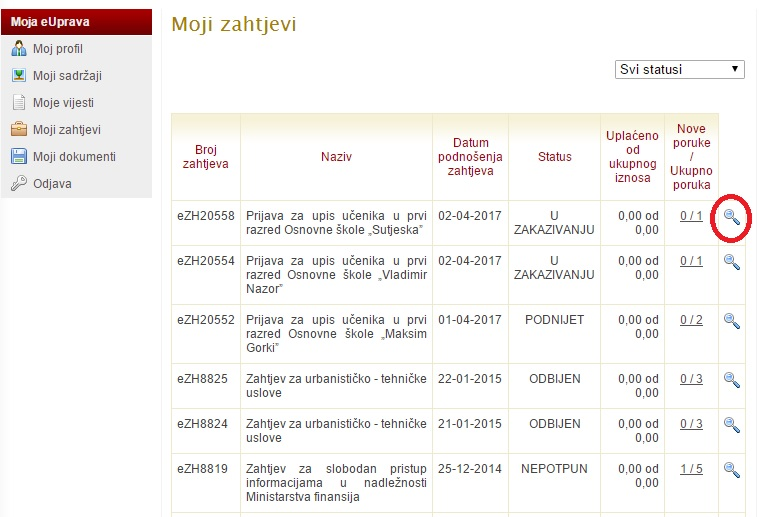 Moja eUprava
Moj profil
Moji sadržaji
Moje vijesti
Moji zahtjevi
Moji dokumenti
Odjava
Moji zahtjevi
Svi statusi
Broj
zahtjeva
Naziv
Datum
podnošenja
zahtjeva
Status
Uplaćeno
od
ukupnog
iznosa
Nove
poruke
/
Ukupno
poruka
eZH20558
Prijava za upis učenika u prvi
razred Osnovne škole „Sutjeska”
02-04-2017
U
ZAKAZIVANJU
0,00 od
0,00
0 / 1
eZH20554
Prijava za upis učenika u prvi
razred Osnovne škole „Vladimir
Nazor”
02-04-2017
U
ZAKAZIVANJU
0,00 od
0,00
0 / 1
eZH20552
Prijava za upis učenika u prvi
razred Osnovne škole „Maksim
Gorki”
01-04-2017
PODNIJET
0,00 od
0,00
0 / 2
eZH8825
Zahtjev za urbanističko - tehničke
uslove
22-01-2015
ODBIJEN
0,00 od
0,00
0 / 3
eZH8824
Zahtjev za urbanističko - tehničke
uslove
21-01-2015
ODBIJEN
0,00 od
0,00
0 / 3
eZH8819
Zahtjev za slobodan pristup
informacijama u nadležnosti
Ministarstva finansija
25-12-2014
NEPOTPUN
0,00 od
0,00
1 / 5